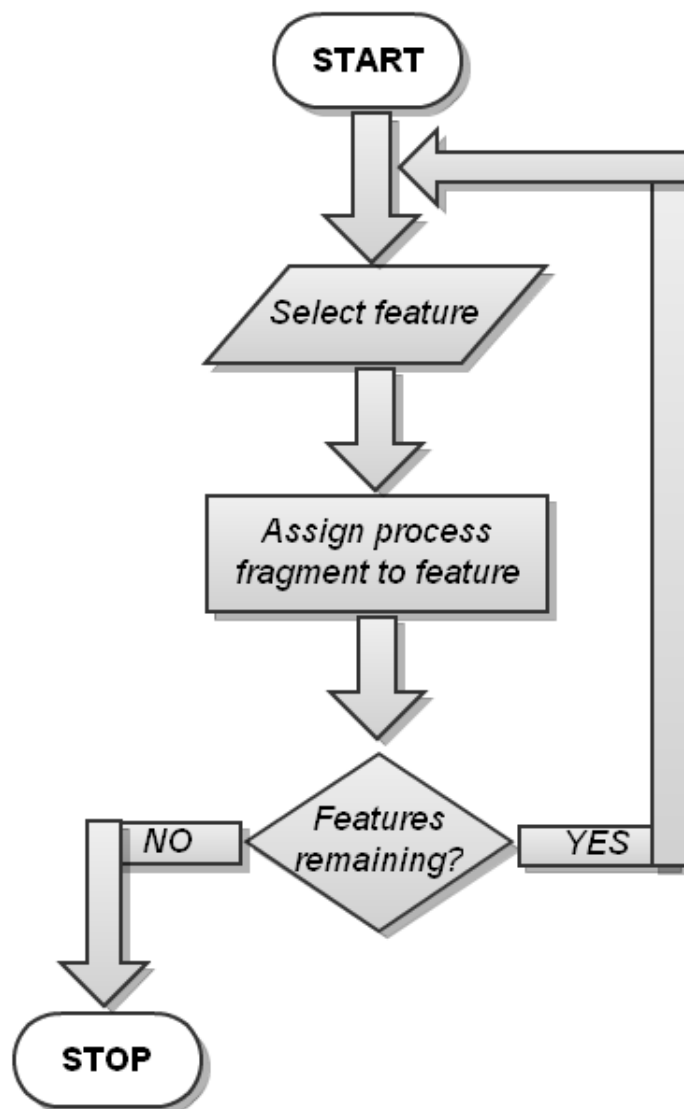 START
Select feature
Assign process
fragment to feature
Features
remaining?
NO
YES
STOP